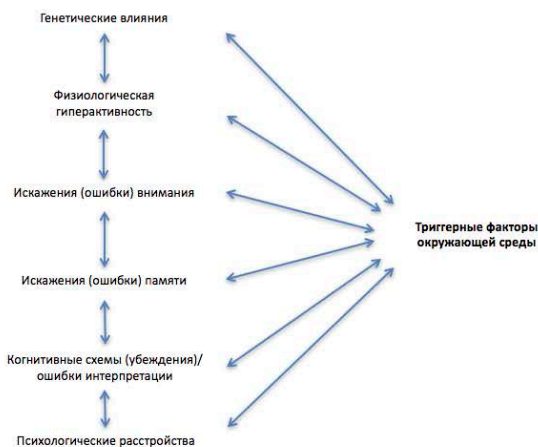 Генетические влияния
Физиологическая
гиперактивность
Искажения (ошибки) внимания
Искажения (ошибки) памяти
Когнитивные схемы (убеждения)/
ошибки интерпретации
Психологические расстройства
Триггерные факторы
окружающей среды